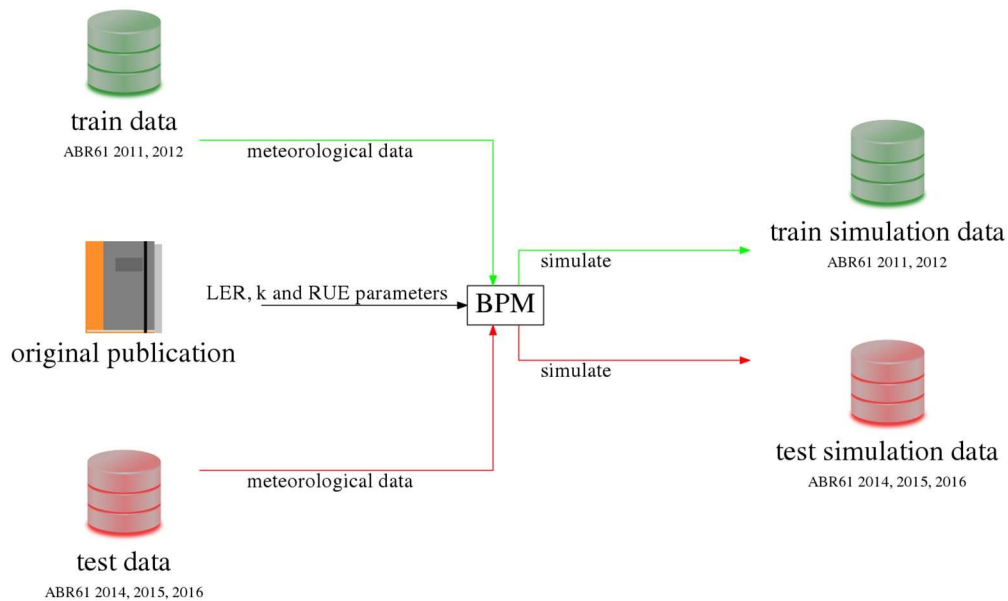 train data
ABR61 2011, 2012
meteorological data
train simulation data
ABR61 2011, 2012
simulate
LER, k and RUE parameters
BPM
original publication
simulate
test simulation data
ABR61 2014, 2015, 2016
meteorological data
test data
ABR61 2014, 2015, 2016